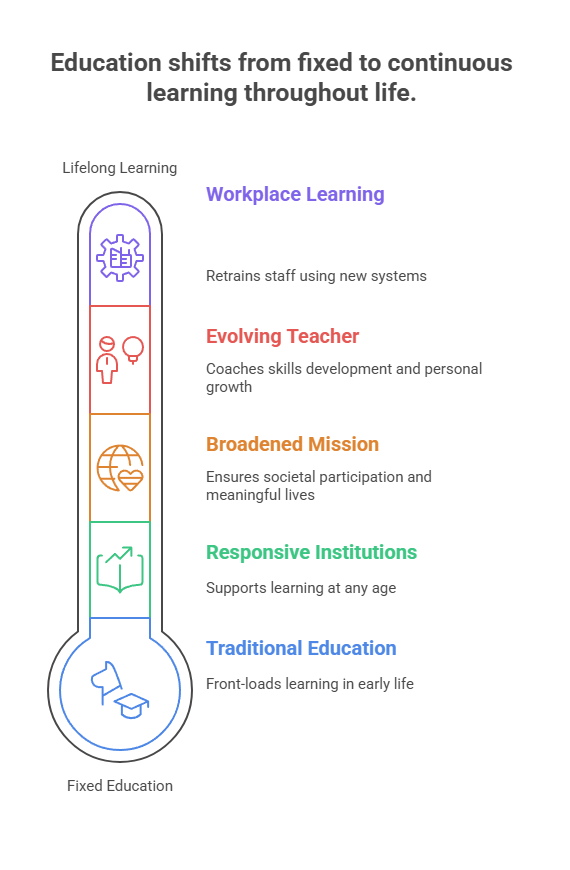 Education shifts from fixed to continuous
learning throughout life.
Lifelong Learning
Workplace Learning
Retrains staff using new systems
Evolving Teacher
Coaches skills development and personal
growth
Broadened Mission
Ensures societal participation and
meaningful lives
Responsive Institutions
Supports learning at any age
Traditional Education
Front-loads learning in early life
Fixed Education